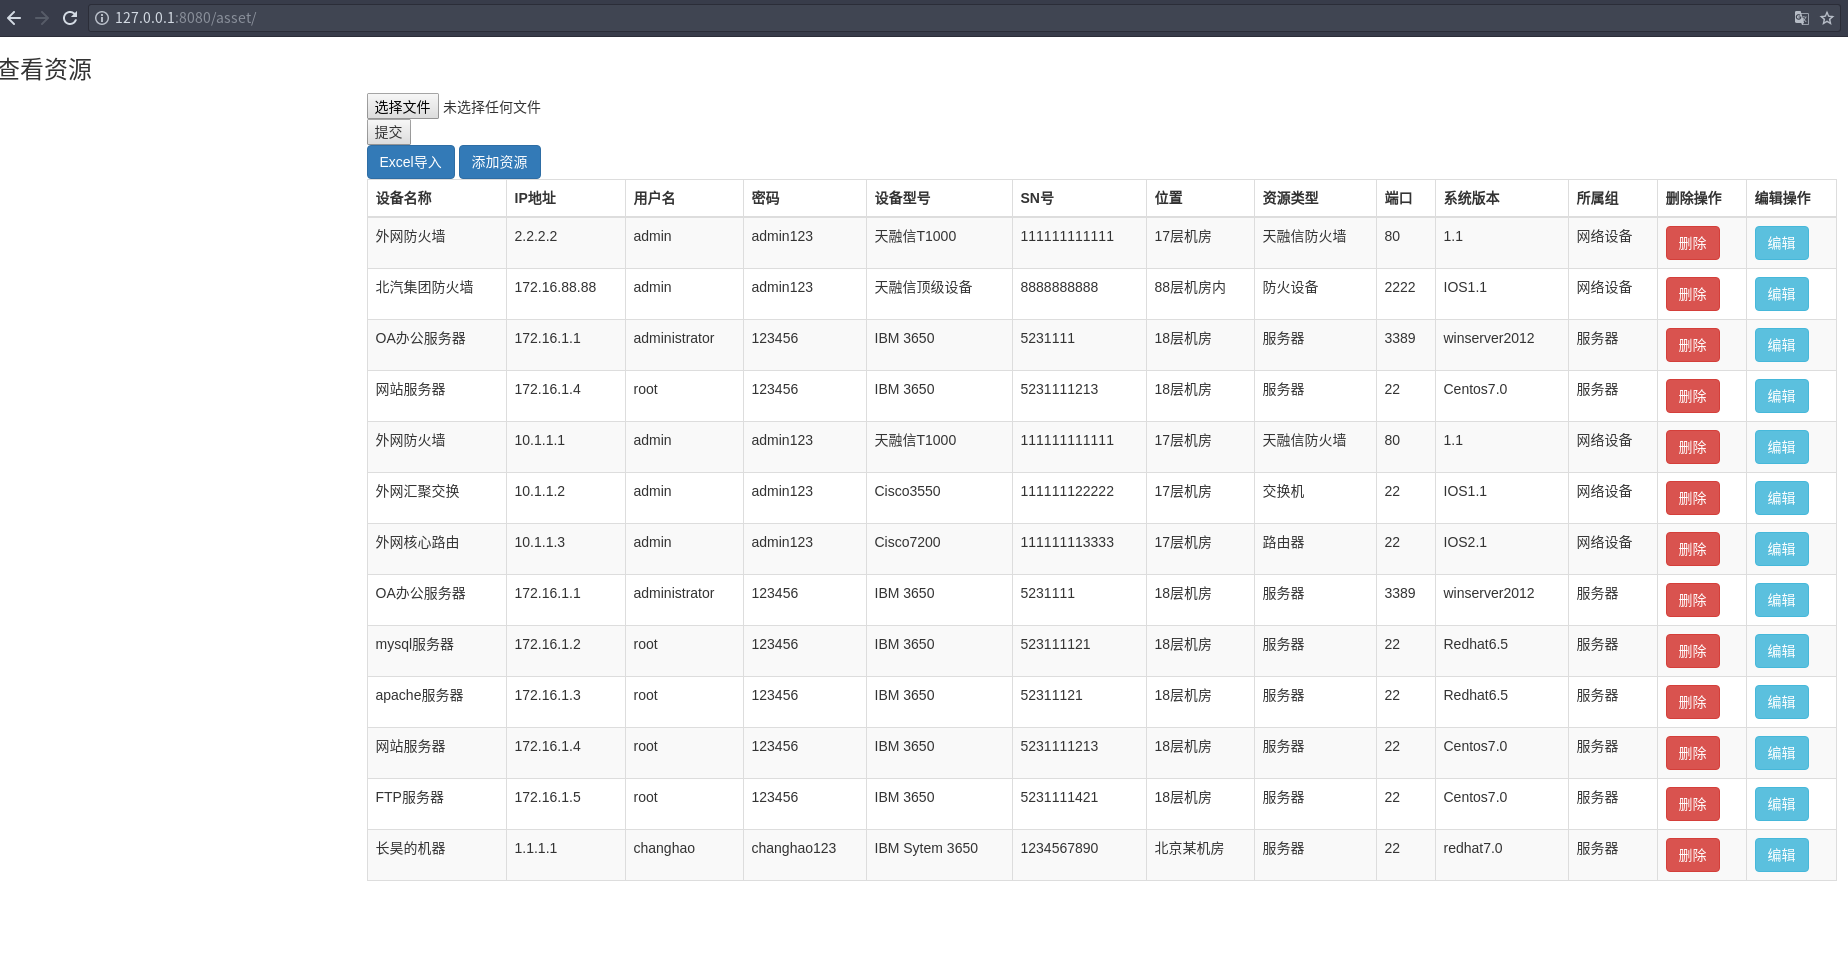 127.0.0.1:8080/asset/
查看资源
选择文件 未选择任何文件
提交
Excel导入 添加资源
设备名称 IP地址 用户名 密码 设备型号 SN号 位置 资源类型 端口 系统版本 所属组 删除操作 编辑操作
外网防火墙 2.2.2.2 admin admin123 天融信T1000 111111111111 17层机房 天融信防火墙 80 1.1 网络设备 删除 编辑
北汽集团防火墙 172.16.88.88 admin admin123 天融信顶级设备 8888888888 88层机房内 防火设备 2222 IOS1.1 网络设备 删除 编辑
OA办公服务器 172.16.1.1 administrator 123456 IBM 3650 5231111 18层机房 服务器 3389 winserver2012 服务器 删除 编辑
网站服务器 172.16.1.4 root 123456 IBM 3650 5231111213 18层机房 服务器 22 Centos7.0 服务器 删除 编辑
外网防火墙 10.1.1.1 admin admin123 天融信T1000 111111111111 17层机房 天融信防火墙 80 1.1 网络设备 删除 编辑
外网汇聚交换 10.1.1.2 admin admin123 Cisco3550 111111122222 17层机房 交换机 22 IOS1.1 网络设备 删除 编辑
外网核心路由 10.1.1.3 admin admin123 Cisco7200 111111113333 17层机房 路由器 22 IOS2.1 网络设备 删除 编辑
OA办公服务器 172.16.1.1 administrator 123456 IBM 3650 5231111 18层机房 服务器 3389 winserver2012 服务器 删除 编辑
mysql服务器 172.16.1.2 root 123456 IBM 3650 523111121 18层机房 服务器 22 Redhat6.5 服务器 删除 编辑
apache服务器 172.16.1.3 root 123456 IBM 3650 52311121 18层机房 服务器 22 Redhat6.5 服务器 删除 编辑
网站服务器 172.16.1.4 root 123456 IBM 3650 5231111213 18层机房 服务器 22 Centos7.0 服务器 删除 编辑
FTP服务器 172.16.1.5 root 123456 IBM 3650 5231111421 18层机房 服务器 22 Centos7.0 服务器 删除 编辑
长昊的机器 1.1.1.1 changhao changhao123 IBM Sytem 3650 1234567890 北京某机房 服务器 22 redhat7.0 服务器 删除 编辑